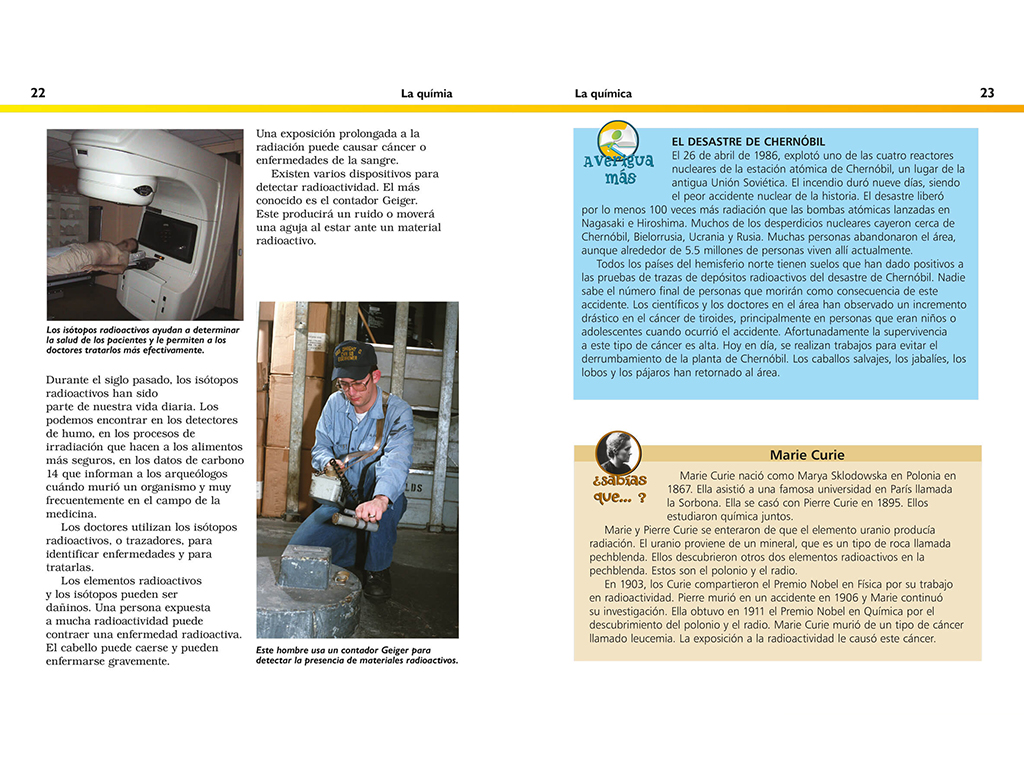 22
La químia
Los isótopos radioactivos ayudan a determinar
la salud de los pacientes y le permiten a los
doctores tratarlos más efectivamente.
Durante el siglo pasado, los isótopos
radioactivos han sido
parte de nuestra vida diaria. Los
podemos encontrar en los detectores
de humo, en los procesos de
irradiación que hacen a los alimentos
más seguros, en los datos de carbono
14 que informan a los arqueólogos
cuándo murió un organismo y muy
frecuentemente en el campo de la
medicina.
Los doctores utilizan los isótopos
radioactivos, o trazadores, para
identificar enfermedades y para
tratarlas.
Los elementos radioactivos
y los isótopos pueden ser
dañinos. Una persona expuesta
a mucha radioactividad puede
contraer una enfermedad radioactiva.
El cabello puede caerse y pueden
enfermarse gravemente.
Una exposición prolongada a la
radiación puede causar cáncer o
enfermedades de la sangre.
Existen varios dispositivos para
detectar radioactividad. El más
conocido es el contador Geiger.
Este producirá un ruido o moverá
una aguja al estar ante un material
radioactivo.
Este hombre usa un contador Geiger para
detectar la presencia de materiales radioactivos.
La química
23
Averigua
más
EL DESASTRE DE CHERNÓBIL
El 26 de abril de 1986, explotó uno de las cuatro reactores
nucleares de la estación atómica de Chernóbil, un lugar de la
antigua Unión Soviética. El incendio duró nueve días, siendo
el peor accidente nuclear de la historia. El desastre liberó
por lo menos 100 veces más radiación que las bombas atómicas lanzadas en
Nagasaki e Hiroshima. Muchos de los desperdicios nucleares cayeron cerca de
Chernóbil, Bielorrusia, Ucrania y Rusia. Muchas personas abandonaron el área,
aunque alrededor de 5.5 millones de personas viven allí actualmente.
Todos los países del hemisferio norte tienen suelos que han dado positivos a
las pruebas de trazas de depósitos radioactivos del desastre de Chernóbil. Nadie
sabe el número final de personas que morirán como consecuencia de este
accidente. Los científicos y los doctores en el área han observado un incremento
drástico en el cáncer de tiroides, principalmente en personas que eran niños o
adolescentes cuando ocurrió el accidente. Afortunadamente la supervivencia
a este tipo de cáncer es alta. Hoy en día, se realizan trabajos para evitar el
derrumbamiento de la planta de Chernóbil. Los caballos salvajes, los jabalíes, los
lobos y los pájaros han retornado al área.
¿sabías
que... ?
Marie Curie
Marie Curie nació como Marya Sklodowska en Polonia en
1867. Ella asistió a una famosa universidad en París llamada
la Sorbona. Ella se casó con Pierre Curie en 1895. Ellos
estudiaron química juntos.
Marie y Pierre Curie se enteraron de que el elemento uranio producía
radiación. El uranio proviene de un mineral, que es un tipo de roca llamada
pechblenda. Ellos descubrieron otros dos elementos radioactivos en la
pechblenda. Estos son el polonio y el radio.
En 1903, los Curie compartieron el Premio Nobel en Física por su trabajo
en radioactividad. Pierre murió en un accidente en 1906 y Marie continuó
su investigación. Ella obtuvo en 1911 el Premio Nobel en Química por el
descubrimiento del polonio y el radio. Marie Curie murió de un tipo de cáncer
llamado leucemia. La exposición a la radioactividad le causó este cáncer.